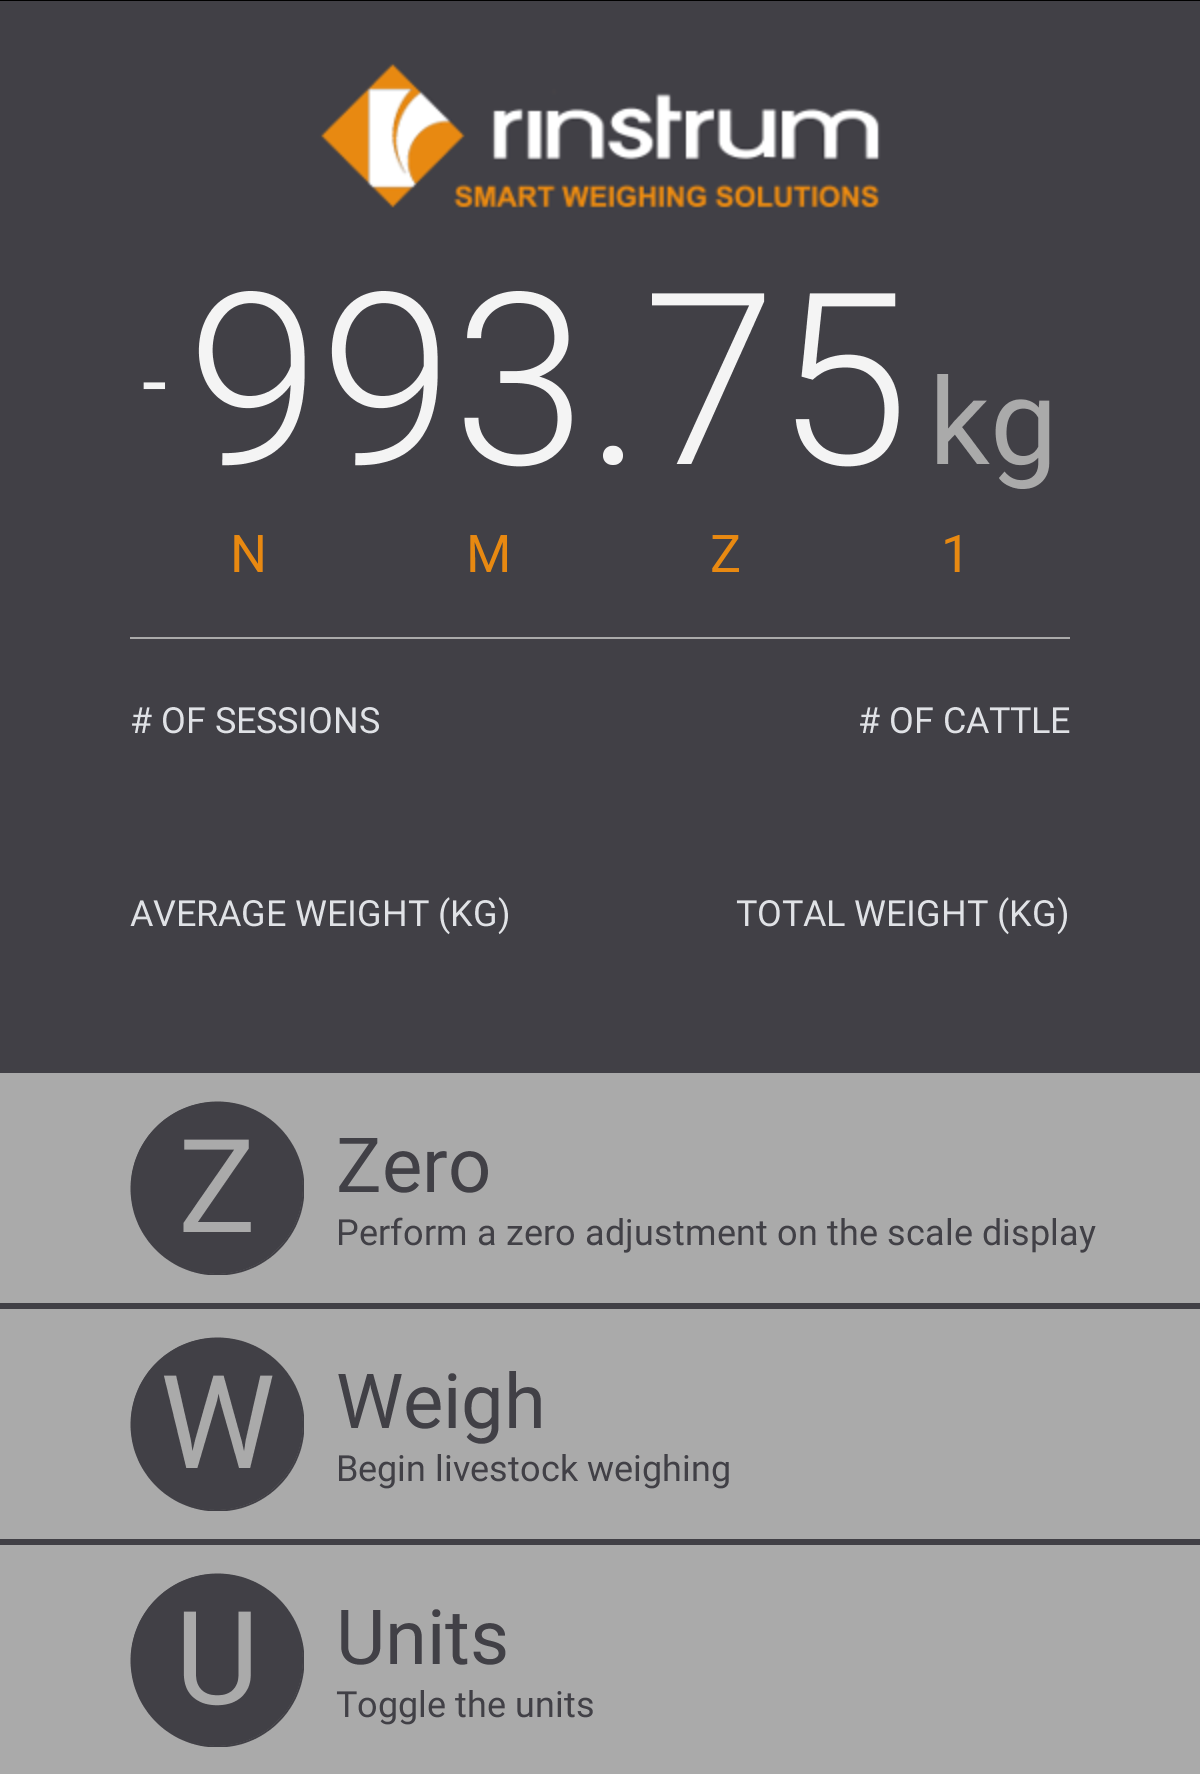 rinstrum
SMART WEIGHING SOLUTIONS
-993.75 kg
N M Z 1
# OF SESSIONS # OF CATTLE
AVERAGE WEIGHT (KG) TOTAL WEIGHT (KG)
Z
Zero
Perform a zero adjustment on the scale display
W
Weigh
Begin livestock weighing
U
Units
Toggle the units